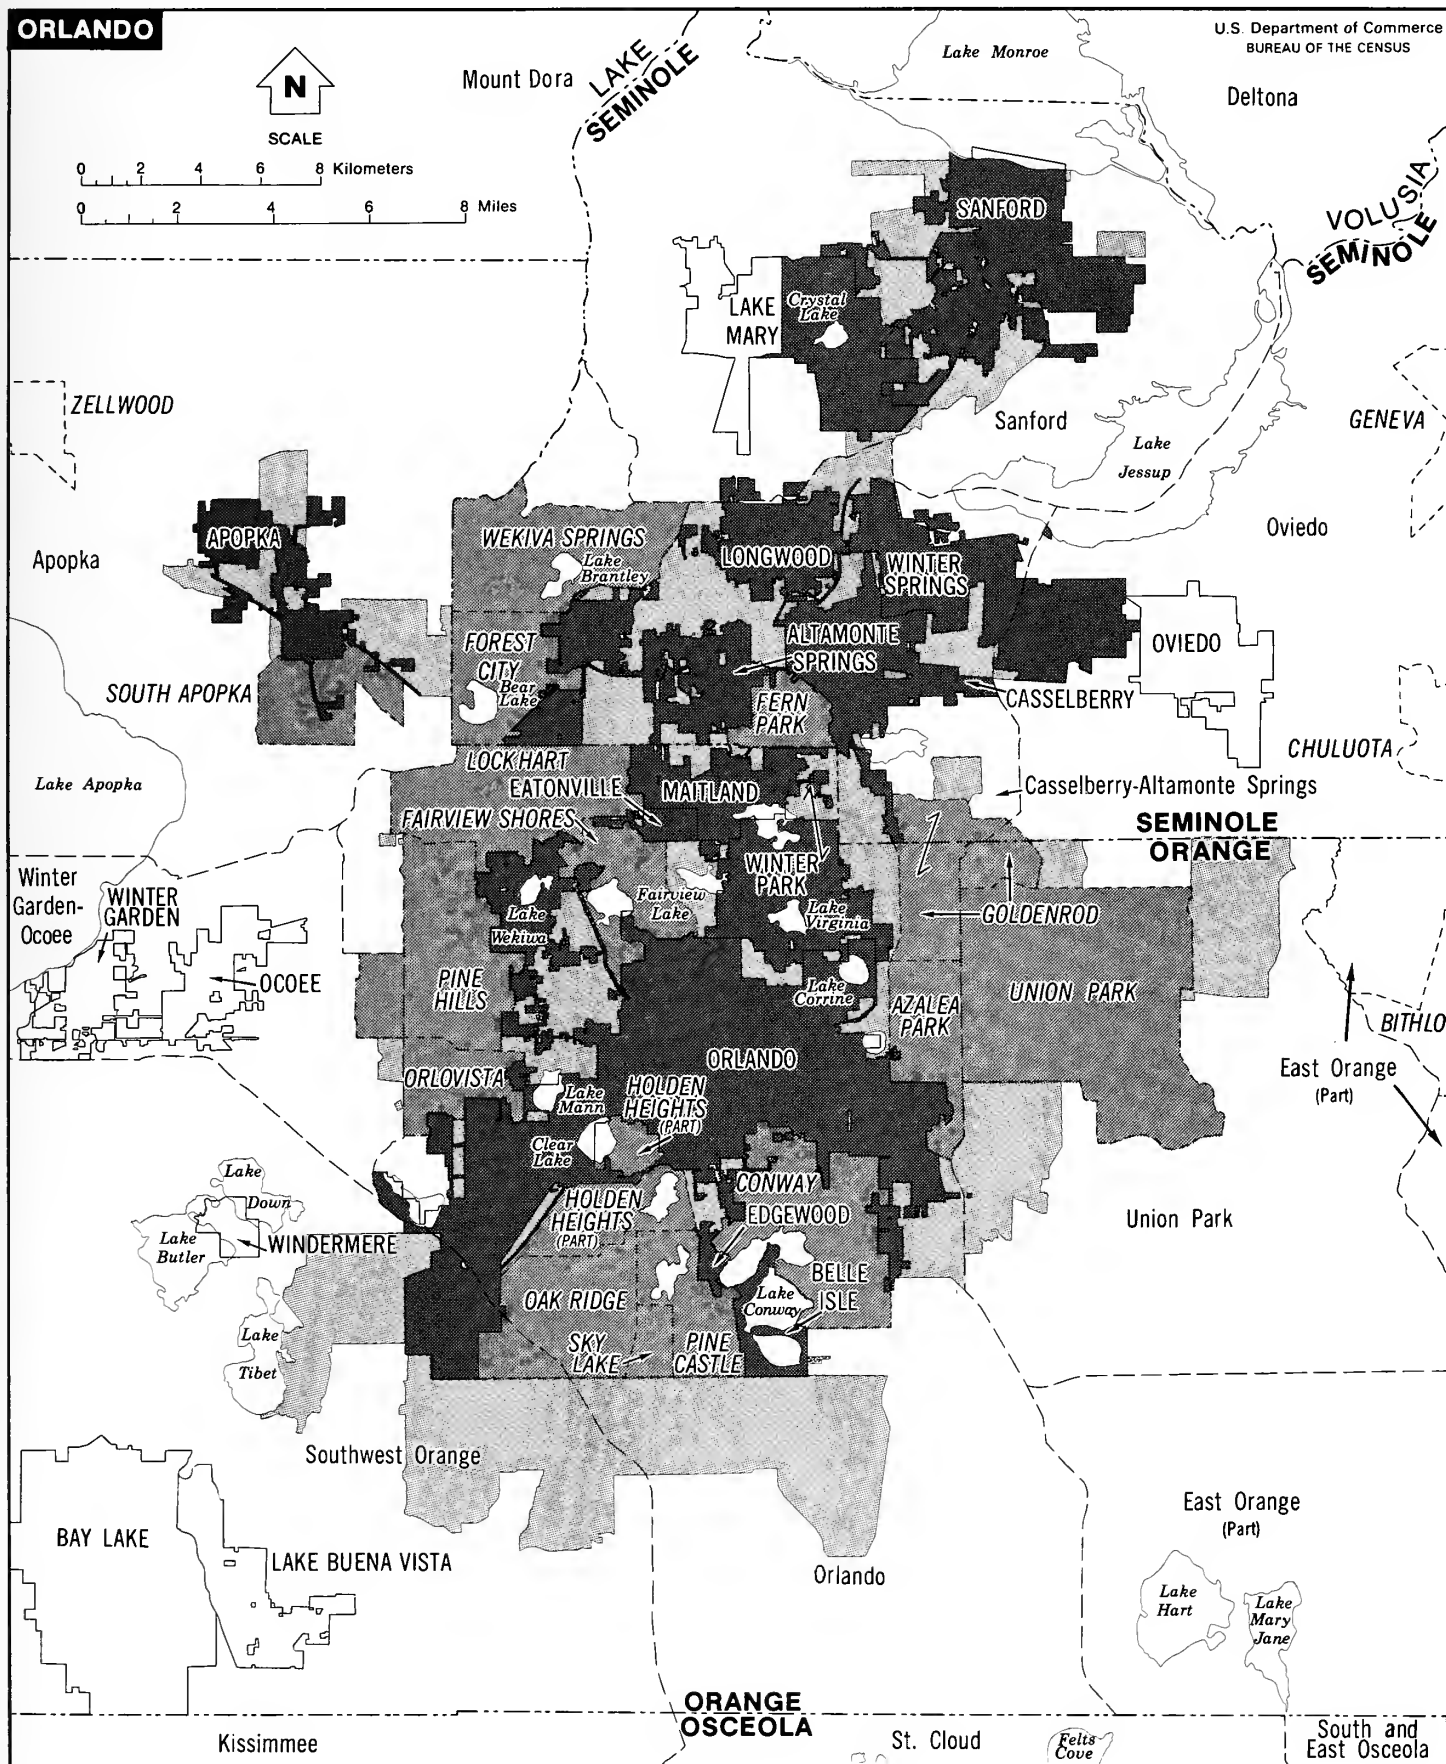 ORLANDO
U.S. Department of Commerce
BUREAU OF THE CENSUS
N
SCALE
0 2 4 6 8 Kilometers
0 2 4 6 8 Miles
Mount Dora
LAKE
SEMINOLE
Lake Monroe
Deltona
VOLUSIA
SEMINOLE
SANFORD
LAKE
MARY
Crystal
Lake
ZELLWOOD
Sanford
GENEVA
Lake
Jessup
Oviedo
APOPKA
Apopka
WEKIVA SPRINGS
Lake
Brantley
LONGWOOD
WINTER
SPRINGS
FOREST
CITY
Bear
Lake
ALTAMONTE
SPRINGS
OVIEDO
SOUTH APOPKA
FERN
PARK
CASSELBERRY
CHULUOTA
LOCKHART
EATONVILLE
MAITLAND
Lake Apopka
Casselberry-Altamonte Springs
FAIRVIEW SHORES
SEMINOLE
ORANGE
Winter
Garden-
Ocoee
WINTER
GARDEN
WINTER
PARK
Fairview
Lake
Lake
Wekiwa
Lake
Virginia
GOLDENROD
OCOEE
PINE
HILLS
Lake
Corrine
AZALEA
PARK
UNION PARK
BITHLO
ORLANDO
East Orange
(Part)
ORLOVISTA
Lake
Mann
HOLDEN
HEIGHTS
(PART)
Clear
Lake
Lake
Down
CONWAY
HOLDEN
HEIGHTS
(PART)
EDGEWOOD
Union Park
Lake
Butler
WINDERMERE
BELLE
ISLE
Lake
Conway
OAK RIDGE
Lake
Tibet
SKY
LAKE
PINE
CASTLE
Southwest Orange
East Orange
(Part)
BAY LAKE
LAKE BUENA VISTA
Orlando
Lake
Hart
Lake
Mary
Jane
ORANGE
OSCEOLA
Kissimmee
St. Cloud
Felts
Cove
South and
East Osceola